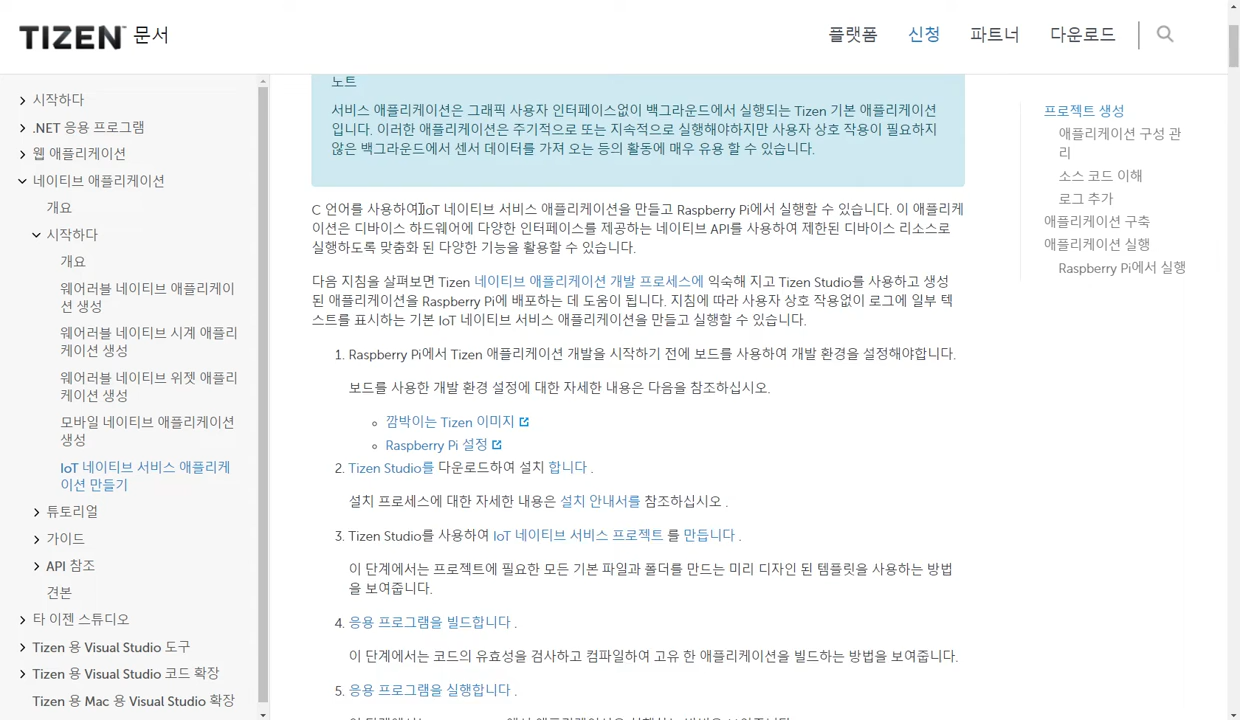 TIZEN™ 문서
플랫폼
신청
파트너
다운로드
시작하다
.NET 응용 프로그램
웹 애플리케이션
네이티브 애플리케이션
개요
시작하다
개요
웨어러블 네이티브 애플리케이
션 생성
웨어러블 네이티브 시계 애플리
케이션 생성
웨어러블 네이티브 위젯 애플리
케이션 생성
모바일 네이티브 애플리케이션
생성
IoT 네이티브 서비스 애플리케
이션 만들기
튜토리얼
가이드
API 참조
견본
타 이젠 스튜디오
Tizen 용 Visual Studio 도구
Tizen 용 Visual Studio 코드 확장
Tizen 용 Mac 용 Visual Studio 확장
노트
서비스 애플리케이션은 그래픽 사용자 인터페이스없이 백그라운드에서 실행되는 Tizen 기본 애플리케이션
입니다. 이러한 애플리케이션은 주기적으로 또는 지속적으로 실행해야하지만 사용자 상호 작용이 필요하지
않은 백그라운드에서 센서 데이터를 가져 오는 등의 활동에 매우 유용 할 수 있습니다.
C 언어를 사용하여 IoT 네이티브 서비스 애플리케이션을 만들고 Raspberry Pi에서 실행할 수 있습니다. 이 애플리케
이션은 디바이스 하드웨어에 다양한 인터페이스를 제공하는 네이티브 API를 사용하여 제한된 디바이스 리소스로
실행하도록 맞춤화 된 다양한 기능을 활용할 수 있습니다.
다음 지침을 살펴보면 Tizen 네이티브 애플리케이션 개발 프로세스에 익숙해 지고 Tizen Studio를 사용하고 생성
된 애플리케이션을 Raspberry Pi에 배포하는 데 도움이 됩니다. 지침에 따라 사용자 상호 작용없이 로그에 일부 텍
스트를 표시하는 기본 IoT 네이티브 서비스 애플리케이션을 만들고 실행할 수 있습니다.
1. Raspberry Pi에서 Tizen 애플리케이션 개발을 시작하기 전에 보드를 사용하여 개발 환경을 설정해야합니다.
보드를 사용한 개발 환경 설정에 대한 자세한 내용은 다음을 참조하십시오.
깜박이는 Tizen 이미지
Raspberry Pi 설정
2. Tizen Studio를 다운로드하여 설치 합니다 .
설치 프로세스에 대한 자세한 내용은 설치 안내서를 참조하십시오 .
3. Tizen Studio를 사용하여 IoT 네이티브 서비스 프로젝트 를 만듭니다 .
이 단계에서는 프로젝트에 필요한 모든 기본 파일과 폴더를 만드는 미리 디자인 된 템플릿을 사용하는 방법
을 보여줍니다.
4. 응용 프로그램을 빌드합니다 .
이 단계에서는 코드의 유효성을 검사하고 컴파일하여 고유 한 애플리케이션을 빌드하는 방법을 보여줍니다.
5. 응용 프로그램을 실행합니다 .
프로젝트 생성
애플리케이션 구성 관
리
소스 코드 이해
로그 추가
애플리케이션 구축
애플리케이션 실행
Raspberry Pi에서 실행